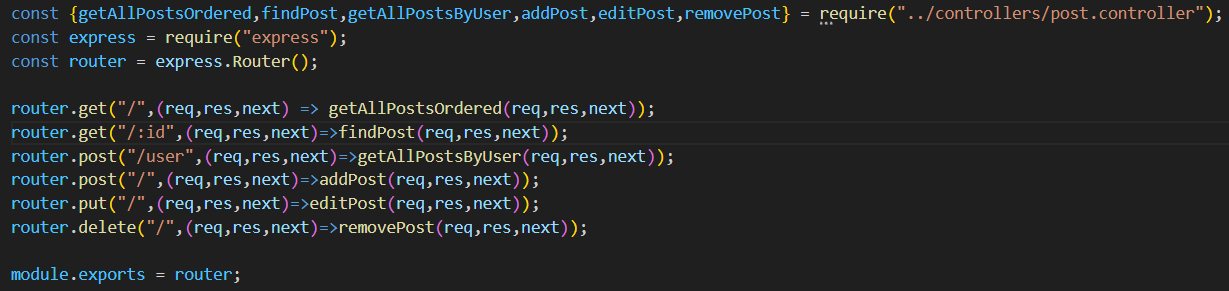 const {getAllPostsOrdered,findPost,getAllPostsByUser,addPost,editPost,removePost} = require("../controllers/post.controller");
const express = require("express");
const router = express.Router();
router.get("/",(req,res,next) => getAllPostsOrdered(req,res,next));
router.get("/:id",(req,res,next)=>findPost(req,res,next));
router.post("/user",(req,res,next)=>getAllPostsByUser(req,res,next));
router.post("/",(req,res,next)=>addPost(req,res,next));
router.put("/",(req,res,next)=>editPost(req,res,next));
router.delete("/",(req,res,next)=>removePost(req,res,next));
module.exports = router;